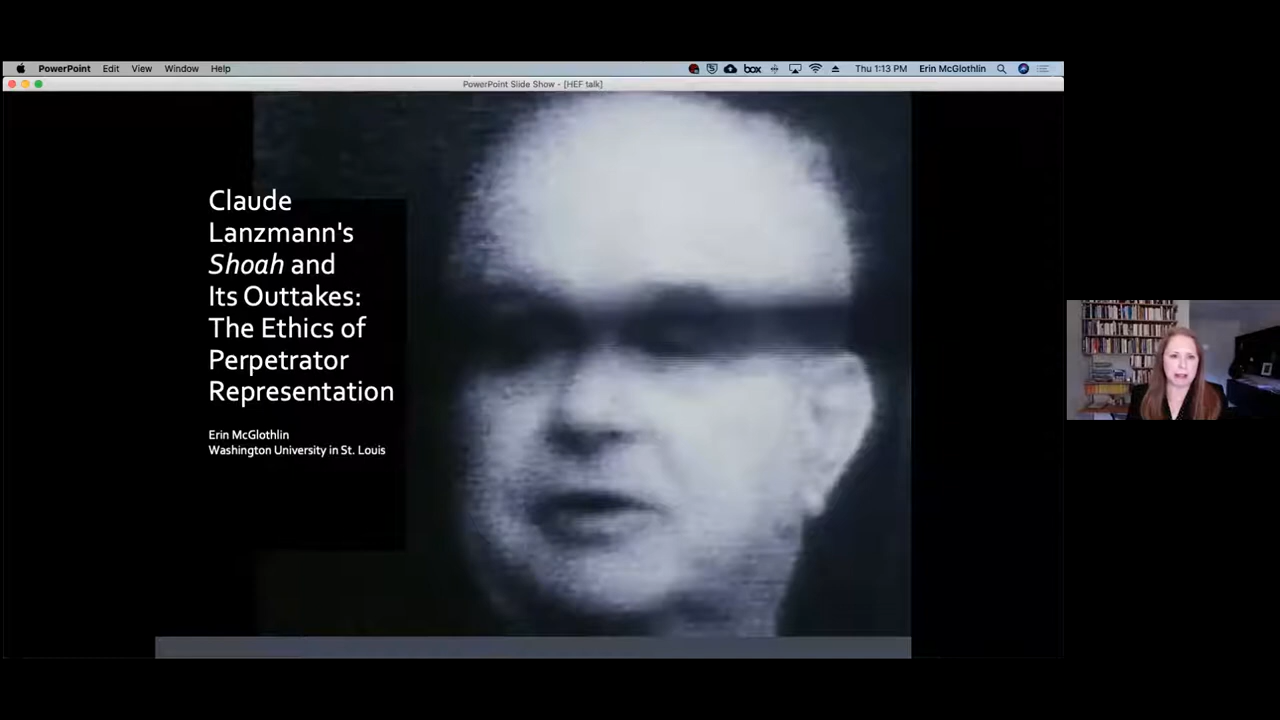 PowerPoint Edit View Window Help box Thu 1:13 PM Erin McGlothlin
PowerPoint Slide Show - [HEF talk]
Claude
Lanzmann's
Shoah and
Its Outtakes:
The Ethics of
Perpetrator
Representation
Erin McGlothlin
Washington University in St. Louis